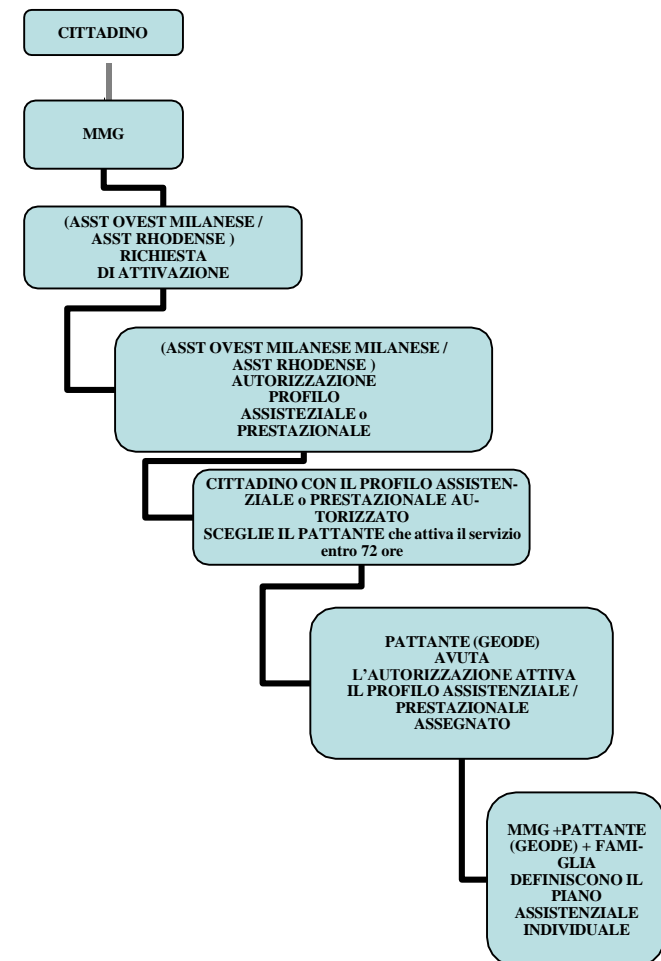 CITTADINO
MMG
(ASST OVEST MILANESE /
ASST RHODENSE )
RICHIESTA
DI ATTIVAZIONE
(ASST OVEST MILANESE MILANESE /
ASST RHODENSE )
AUTORIZZAZIONE
PROFILO
ASSISTEZIALE o
PRESTAZIONALE
CITTADINO CON IL PROFILO ASSISTEN-
ZIALE o PRESTAZIONALE AU-
TORIZZATO
SCEGLIE IL PATTANTE che attiva il servizio
entro 72 ore
PATTANTE (GEODE)
AVUTA
L’AUTORIZZAZIONE ATTIVA
IL PROFILO ASSISTENZIALE /
PRESTAZIONALE
ASSEGNATO
MMG +PATTANTE
(GEODE) + FAMI-
GLIA
DEFINISCONO IL
PIANO
ASSISTENZIALE
INDIVIDUALE